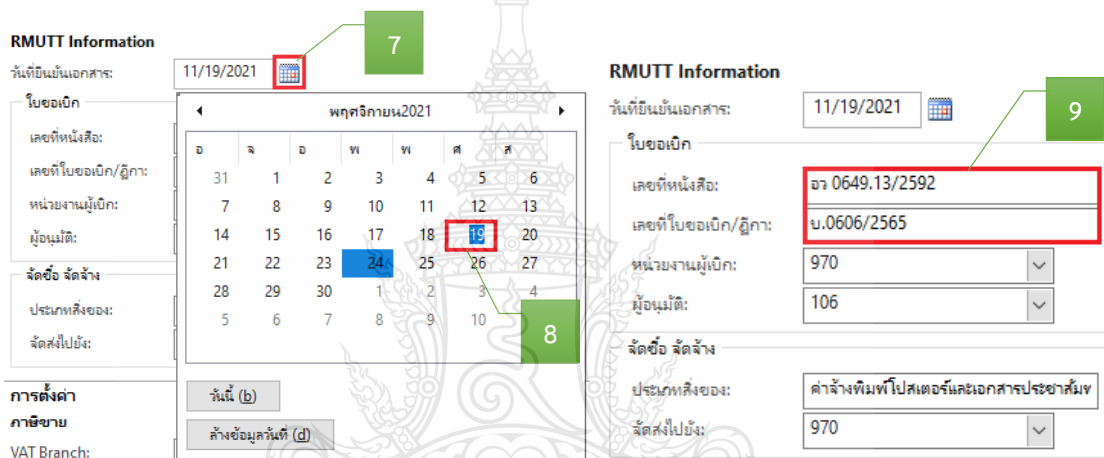 7
RMUTT Information
วันที่ยืนยันเอกสาร:
11/19/2021
ใบขอเบิก
เลขที่หนังสือ:
เลขที่ใบขอเบิก/ฎีกา:
หน่วยงานผู้เบิก:
ผู้อนุมัติ:
จัดซื้อ จัดจ้าง
ประเภทสิ่งของ:
จัดส่งไปยัง:
การตั้งค่า
ภาษีขาย
VAT Branch:
พฤศจิกายน2021
อ จ อ พ พ ศ ส
31 1 2 3 4 5 6
7 8 9 10 11 12 13
14 15 16 17 18 19 20
21 22 23 24 25 26 27
28 29 30 1 2 3 4
5 6 7 8 9 10
8
วันนี้ (b)
ล้างข้อมูลวันที่ (d)
RMUTT Information
9
วันที่ยืนยันเอกสาร: 11/19/2021
ใบขอเบิก
เลขที่หนังสือ: อว 0649.13/2592
เลขที่ใบขอเบิก/ฎีกา: บ.0606/2565
หน่วยงานผู้เบิก: 970
ผู้อนุมัติ: 106
จัดซื้อ จัดจ้าง
ประเภทสิ่งของ: ค่าจ้างพิมพ์โปสเตอร์และเอกสารประชาสัมพ
จัดส่งไปยัง: 970